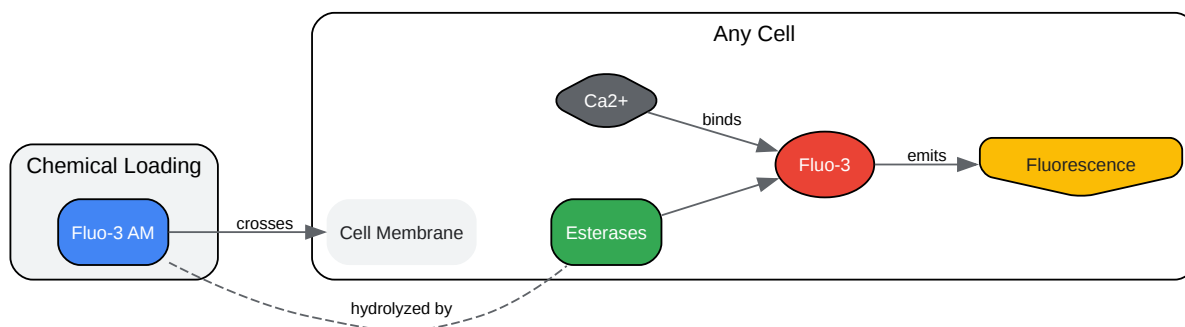 Any Cell
Ca2+
binds
Chemical Loading
Fluo-3
emits
Fluorescence
Fluo-3 AM
crosses
Cell Membrane
Esterases
hydrolyzed by